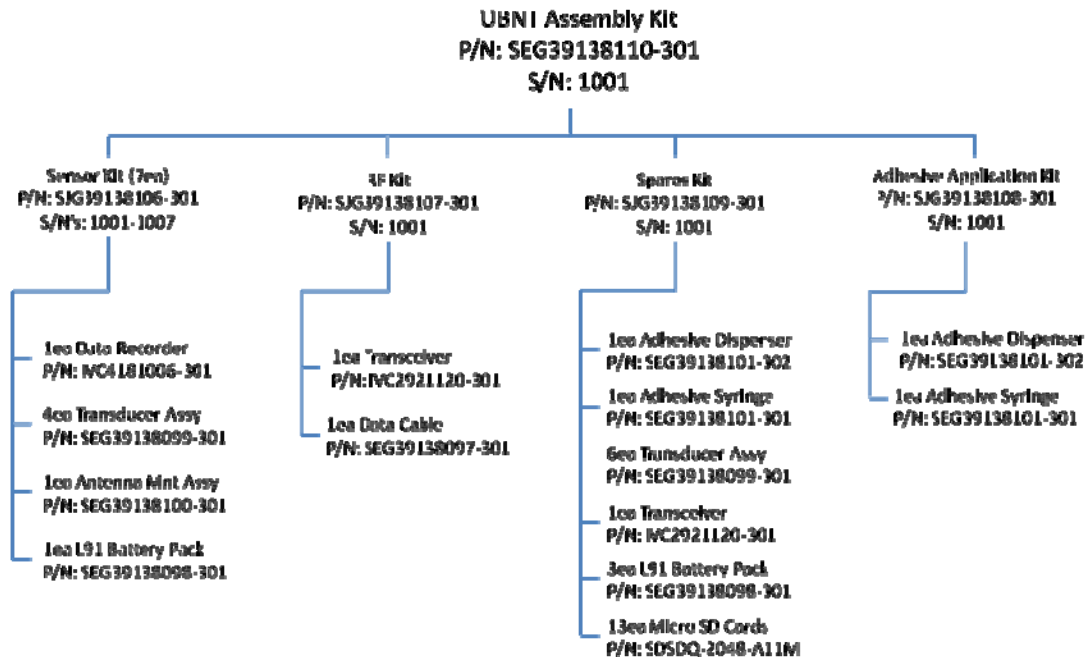 UBNT Assembly Kit
P/N: SEG39138110-301
S/N: 1001
Sensor Kit (7ea)
P/N: SJG39138106-301
S/N's: 1001-1007
1ea Data Recorder
P/N: IVC4181006-301
4ea Transducer Assy
P/N: SEG39138099-301
1ea Antenna Mnt Assy
P/N: SEG39138100-301
1ea L91 Battery Pack
P/N: SEG39138098-301
RF Kit
P/N: SJG39138107-301
S/N: 1001
1ea Transceiver
P/N:IVC2921120-301
1ea Data Cable
P/N: SEG39138097-301
Spares Kit
P/N: SJG39138109-301
S/N: 1001
1ea Adhesive Dispenser
P/N: SEG39138101-302
1ea Adhesive Syringe
P/N: SEG39138101-301
6ea Transducer Assy
P/N: SEG39138099-301
1ea Transceiver
P/N: IVC2921120-301
3ea L91 Battery Pack
P/N: SEG39138098-301
13ea Micro SD Cards
P/N: SDSDQ-2048-A11M
Adhesive Application Kit
P/N: SJG39138108-301
S/N: 1001
1ea Adhesive Dispenser
P/N: SEG39138101-302
1ea Adhesive Syringe
P/N: SEG39138101-301